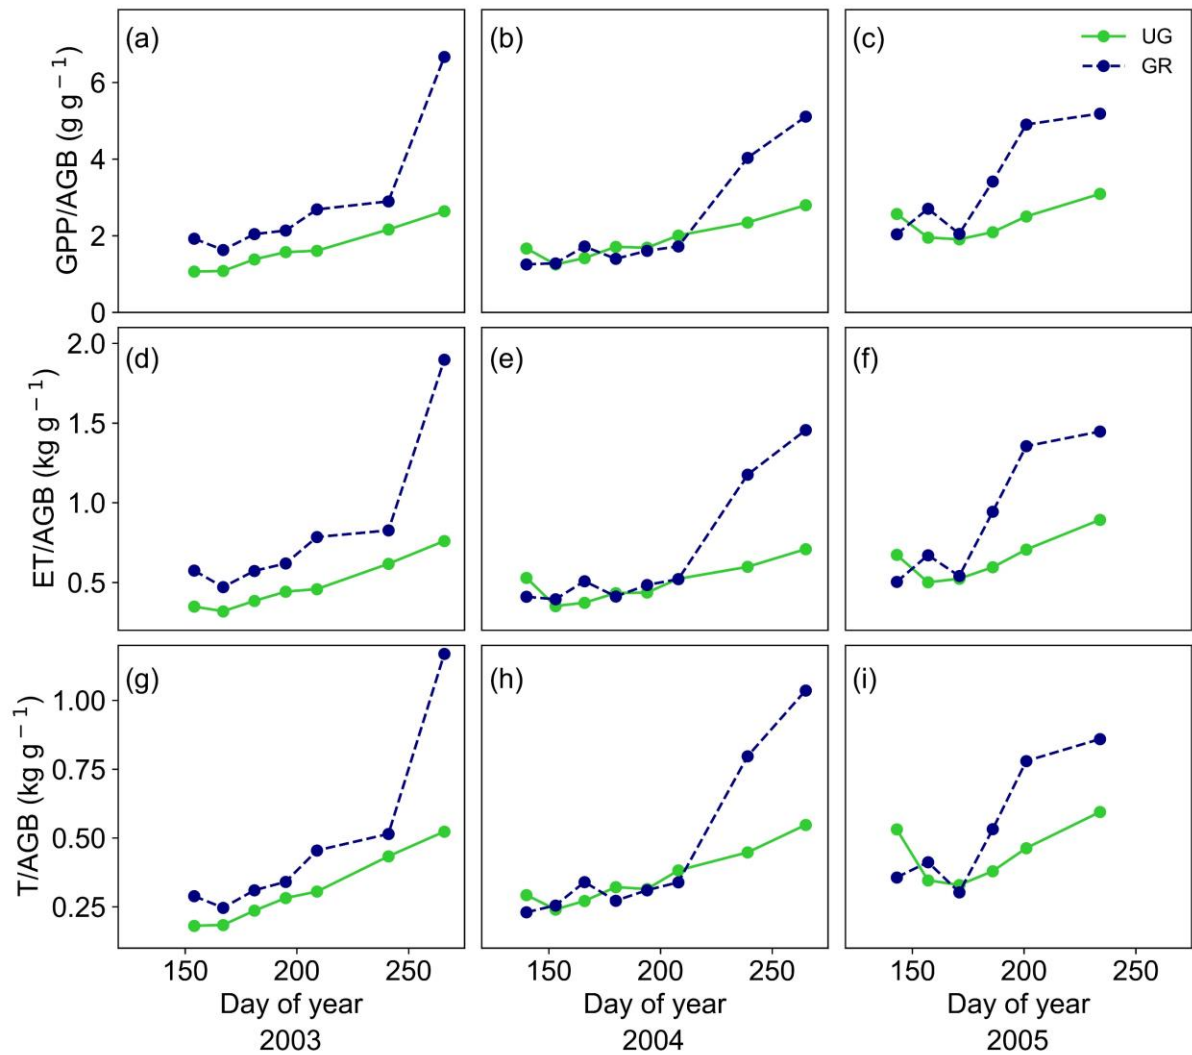 (a)
(b)
(c)
UG
GR
GPP/AGB (g g⁻¹)
6
4
2
0
(d)
(e)
(f)
ET/AGB (kg g⁻¹)
2.0
1.5
1.0
0.5
(g)
(h)
(i)
T/AGB (kg g⁻¹)
1.00
0.75
0.50
0.25
150 200 250 150 200 250 150 200 250
Day of year Day of year Day of year
2003 2004 2005